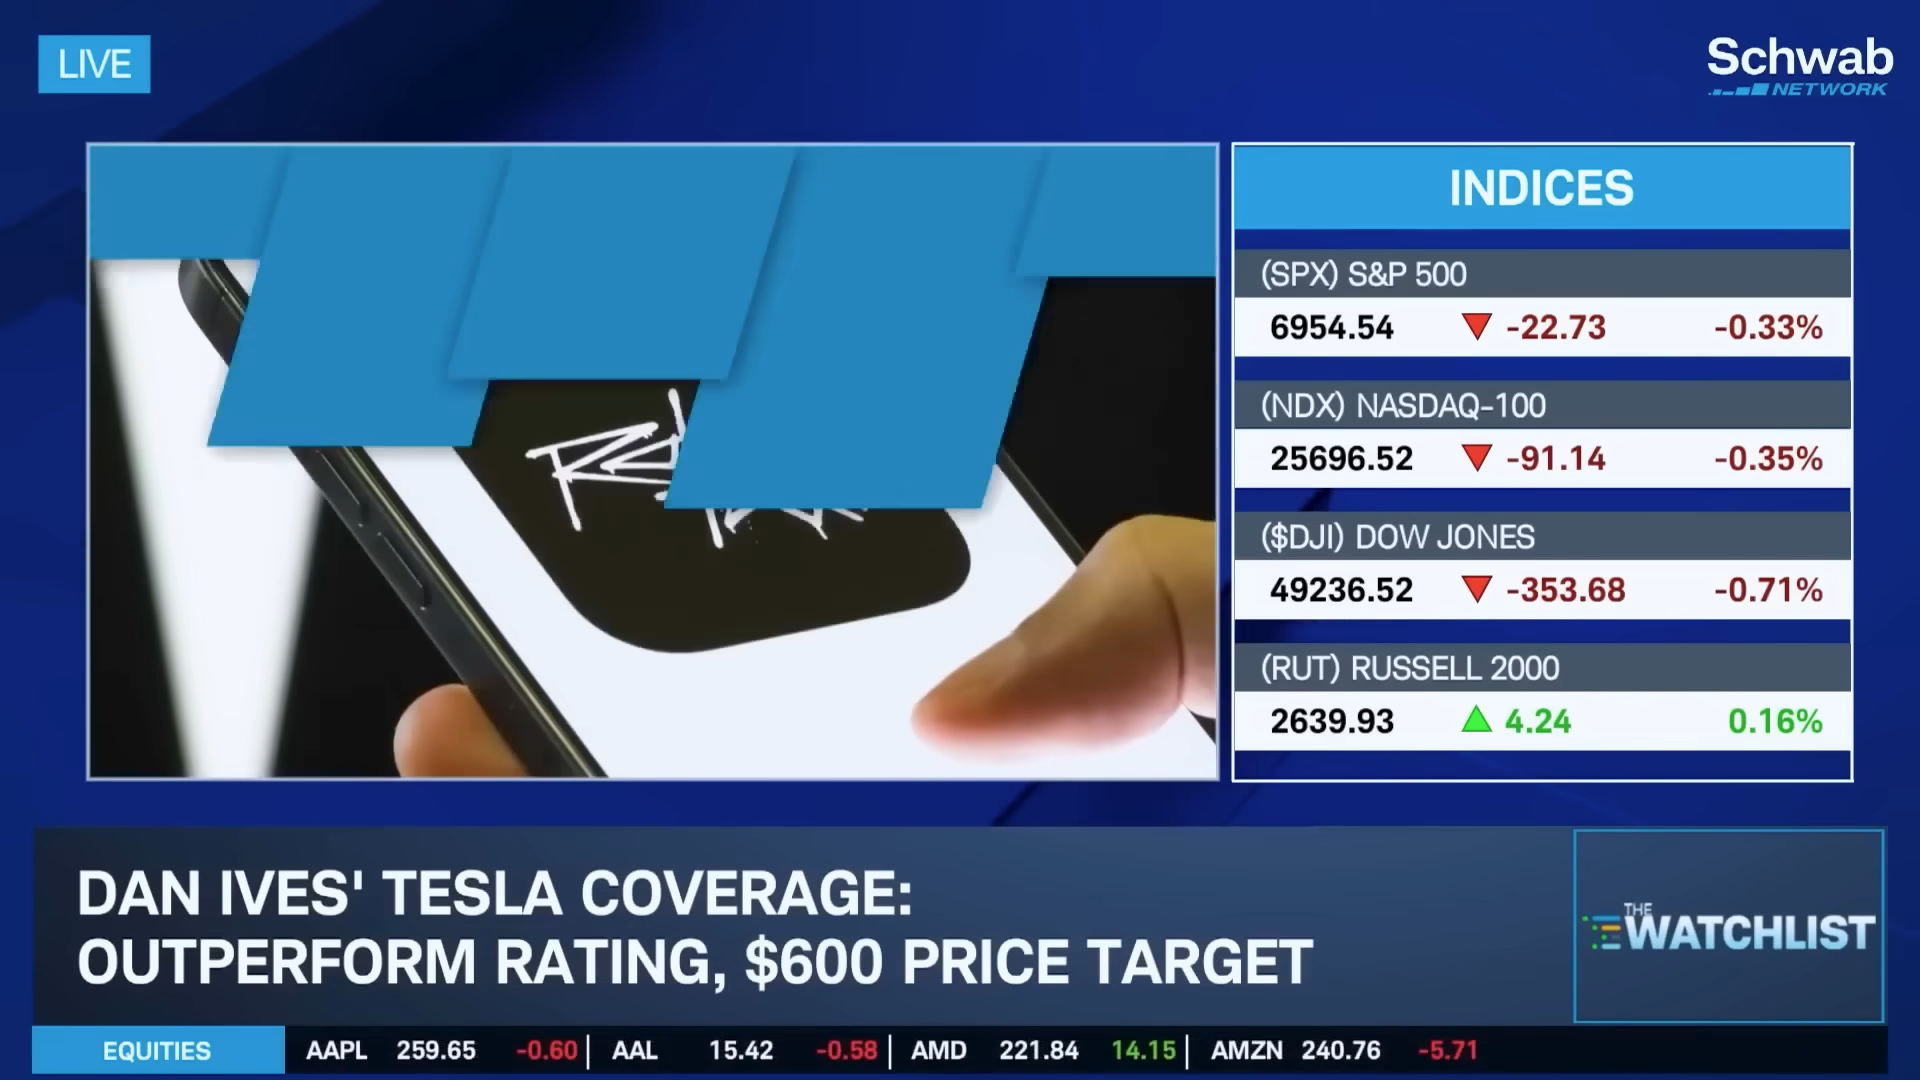 LIVE
Schwab
NETWORK
INDICES
(SPX) S&P 500
6954.54 ▼ -22.73 -0.33%
(NDX) NASDAQ-100
25696.52 ▼ -91.14 -0.35%
($DJI) DOW JONES
49236.52 ▼ -353.68 -0.71%
(RUT) RUSSELL 2000
2639.93 ▲ 4.24 0.16%
DAN IVES' TESLA COVERAGE:
OUTPERFORM RATING, $600 PRICE TARGET
THE
WATCHLIST
EQUITIES AAPL 259.65 -0.60 | AAL 15.42 -0.58 | AMD 221.84 14.15 | AMZN 240.76 -5.71